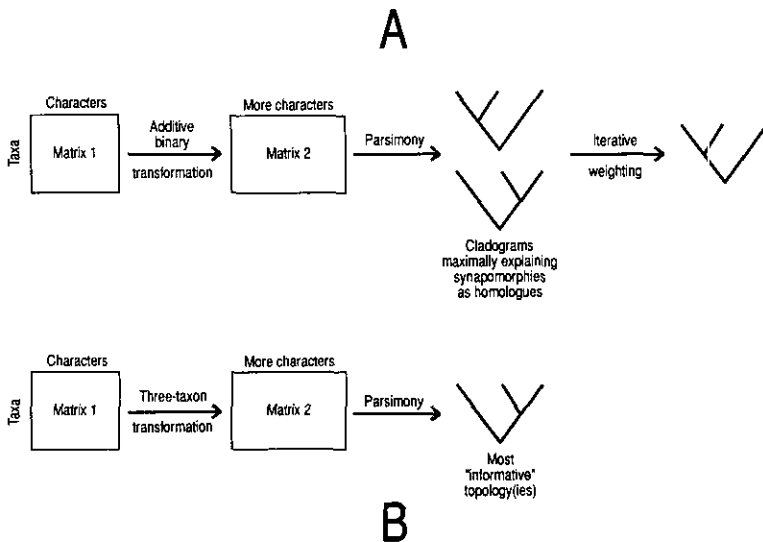 A
Characters
Taxa
Matrix 1
Additive
binary
transformation
More characters
Matrix 2
Parsimony
Cladograms
maximally explaining
synapomorphies
as homologues
Iterative
weighting
Characters
Taxa
Matrix 1
Three-taxon
transformation
More characters
Matrix 2
Parsimony
Most
"informative"
topology(ies)
B